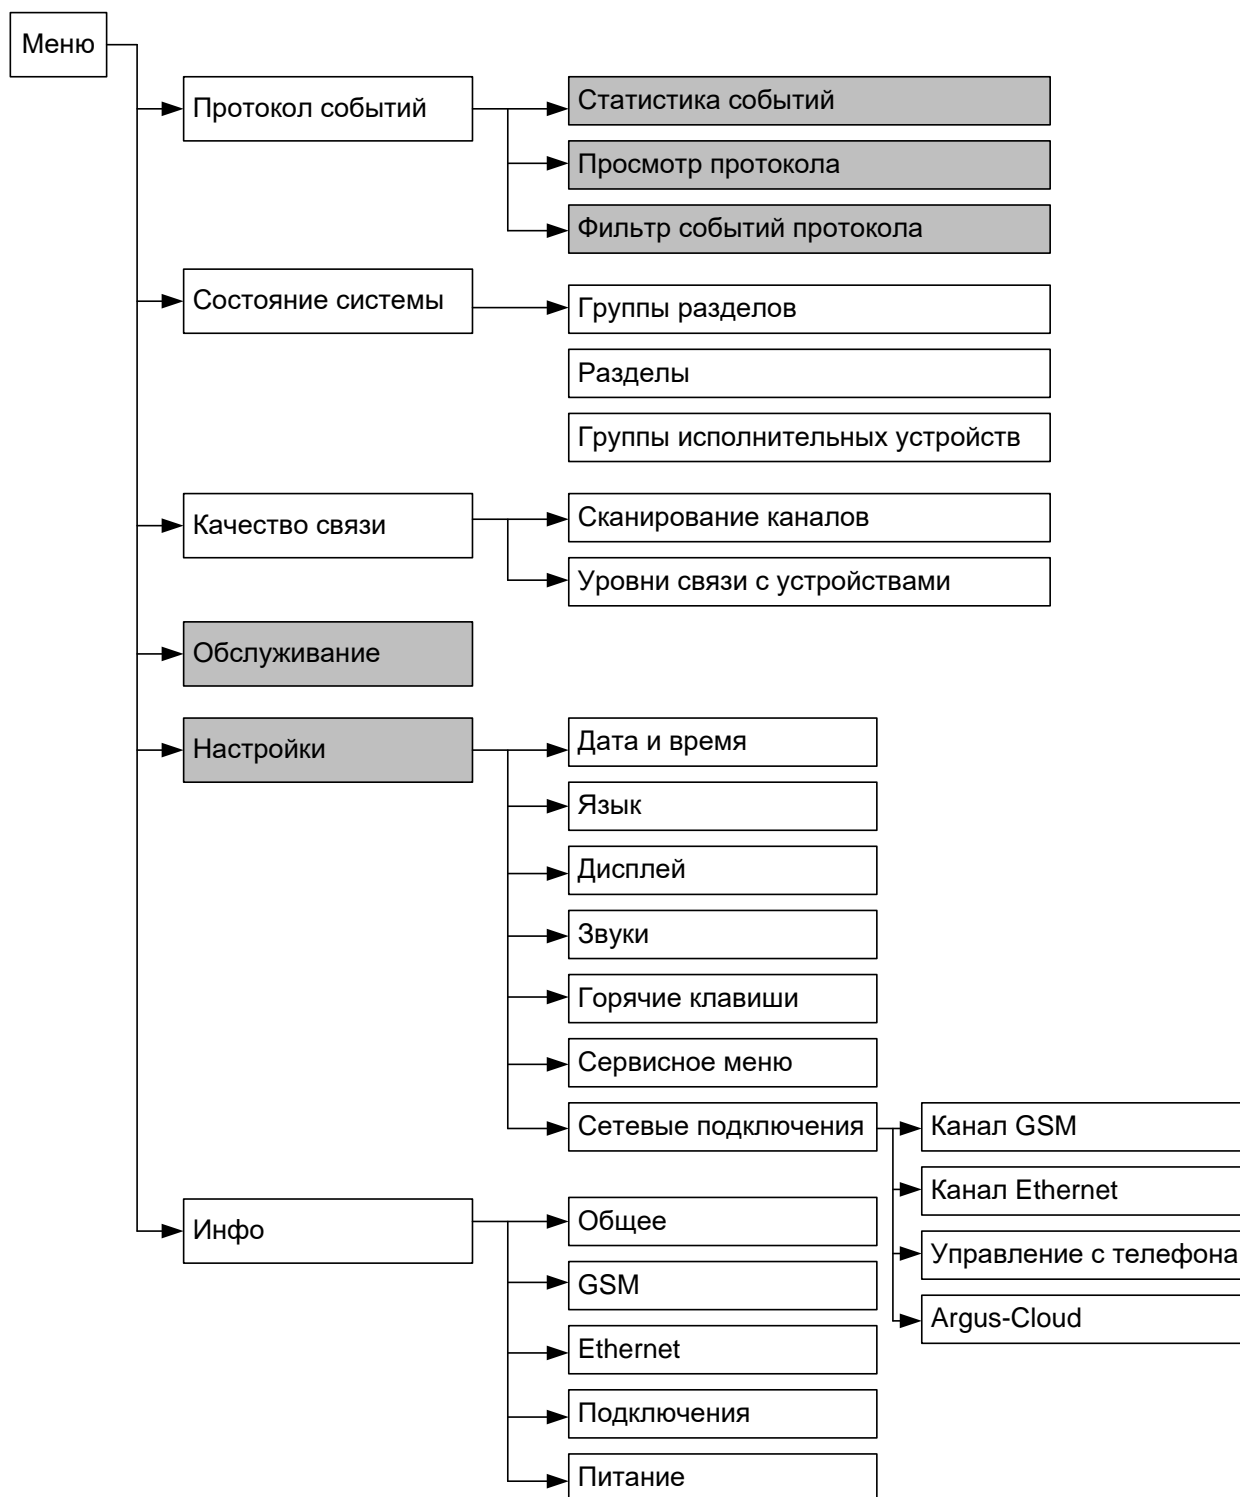 Меню
Протокол событий
Статистика событий
Просмотр протокола
Фильтр событий протокола
Состояние системы
Группы разделов
Разделы
Группы исполнительных устройств
Качество связи
Сканирование каналов
Уровни связи с устройствами
Обслуживание
Настройки
Дата и время
Язык
Дисплей
Звуки
Горячие клавиши
Сервисное меню
Сетевые подключения
Канал GSM
Канал Ethernet
Управление с телефона
Argus-Cloud
Инфо
Общее
GSM
Ethernet
Подключения
Питание